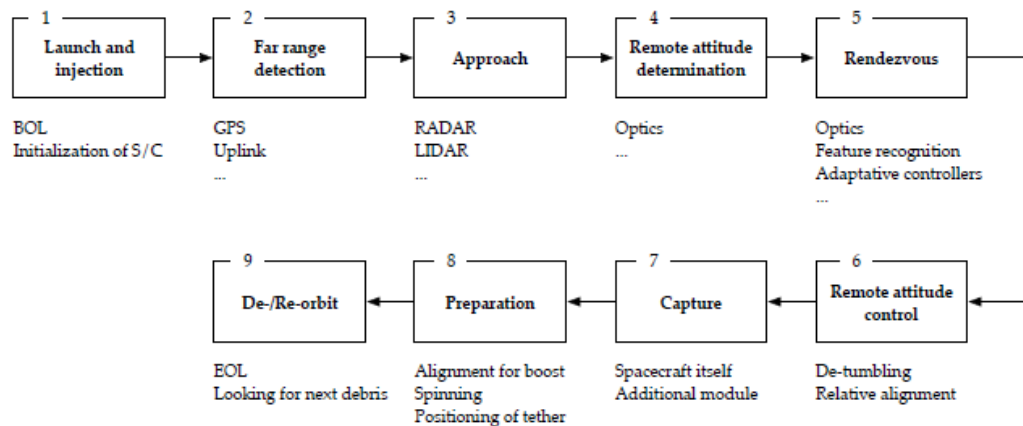 1
Launch and
injection
BOL
Initialization of S/C
2
Far range
detection
GPS
Uplink
...
3
Approach
RADAR
LIDAR
...
4
Remote attitude
determination
Optics
...
5
Rendezvous
Optics
Feature recognition
Adaptative controllers
...
6
Remote attitude
control
De-tumbling
Relative alignment
7
Capture
Spacecraft itself
Additional module
8
Preparation
Alignment for boost
Spinning
Positioning of tether
9
De-/Re-orbit
EOL
Looking for next debris